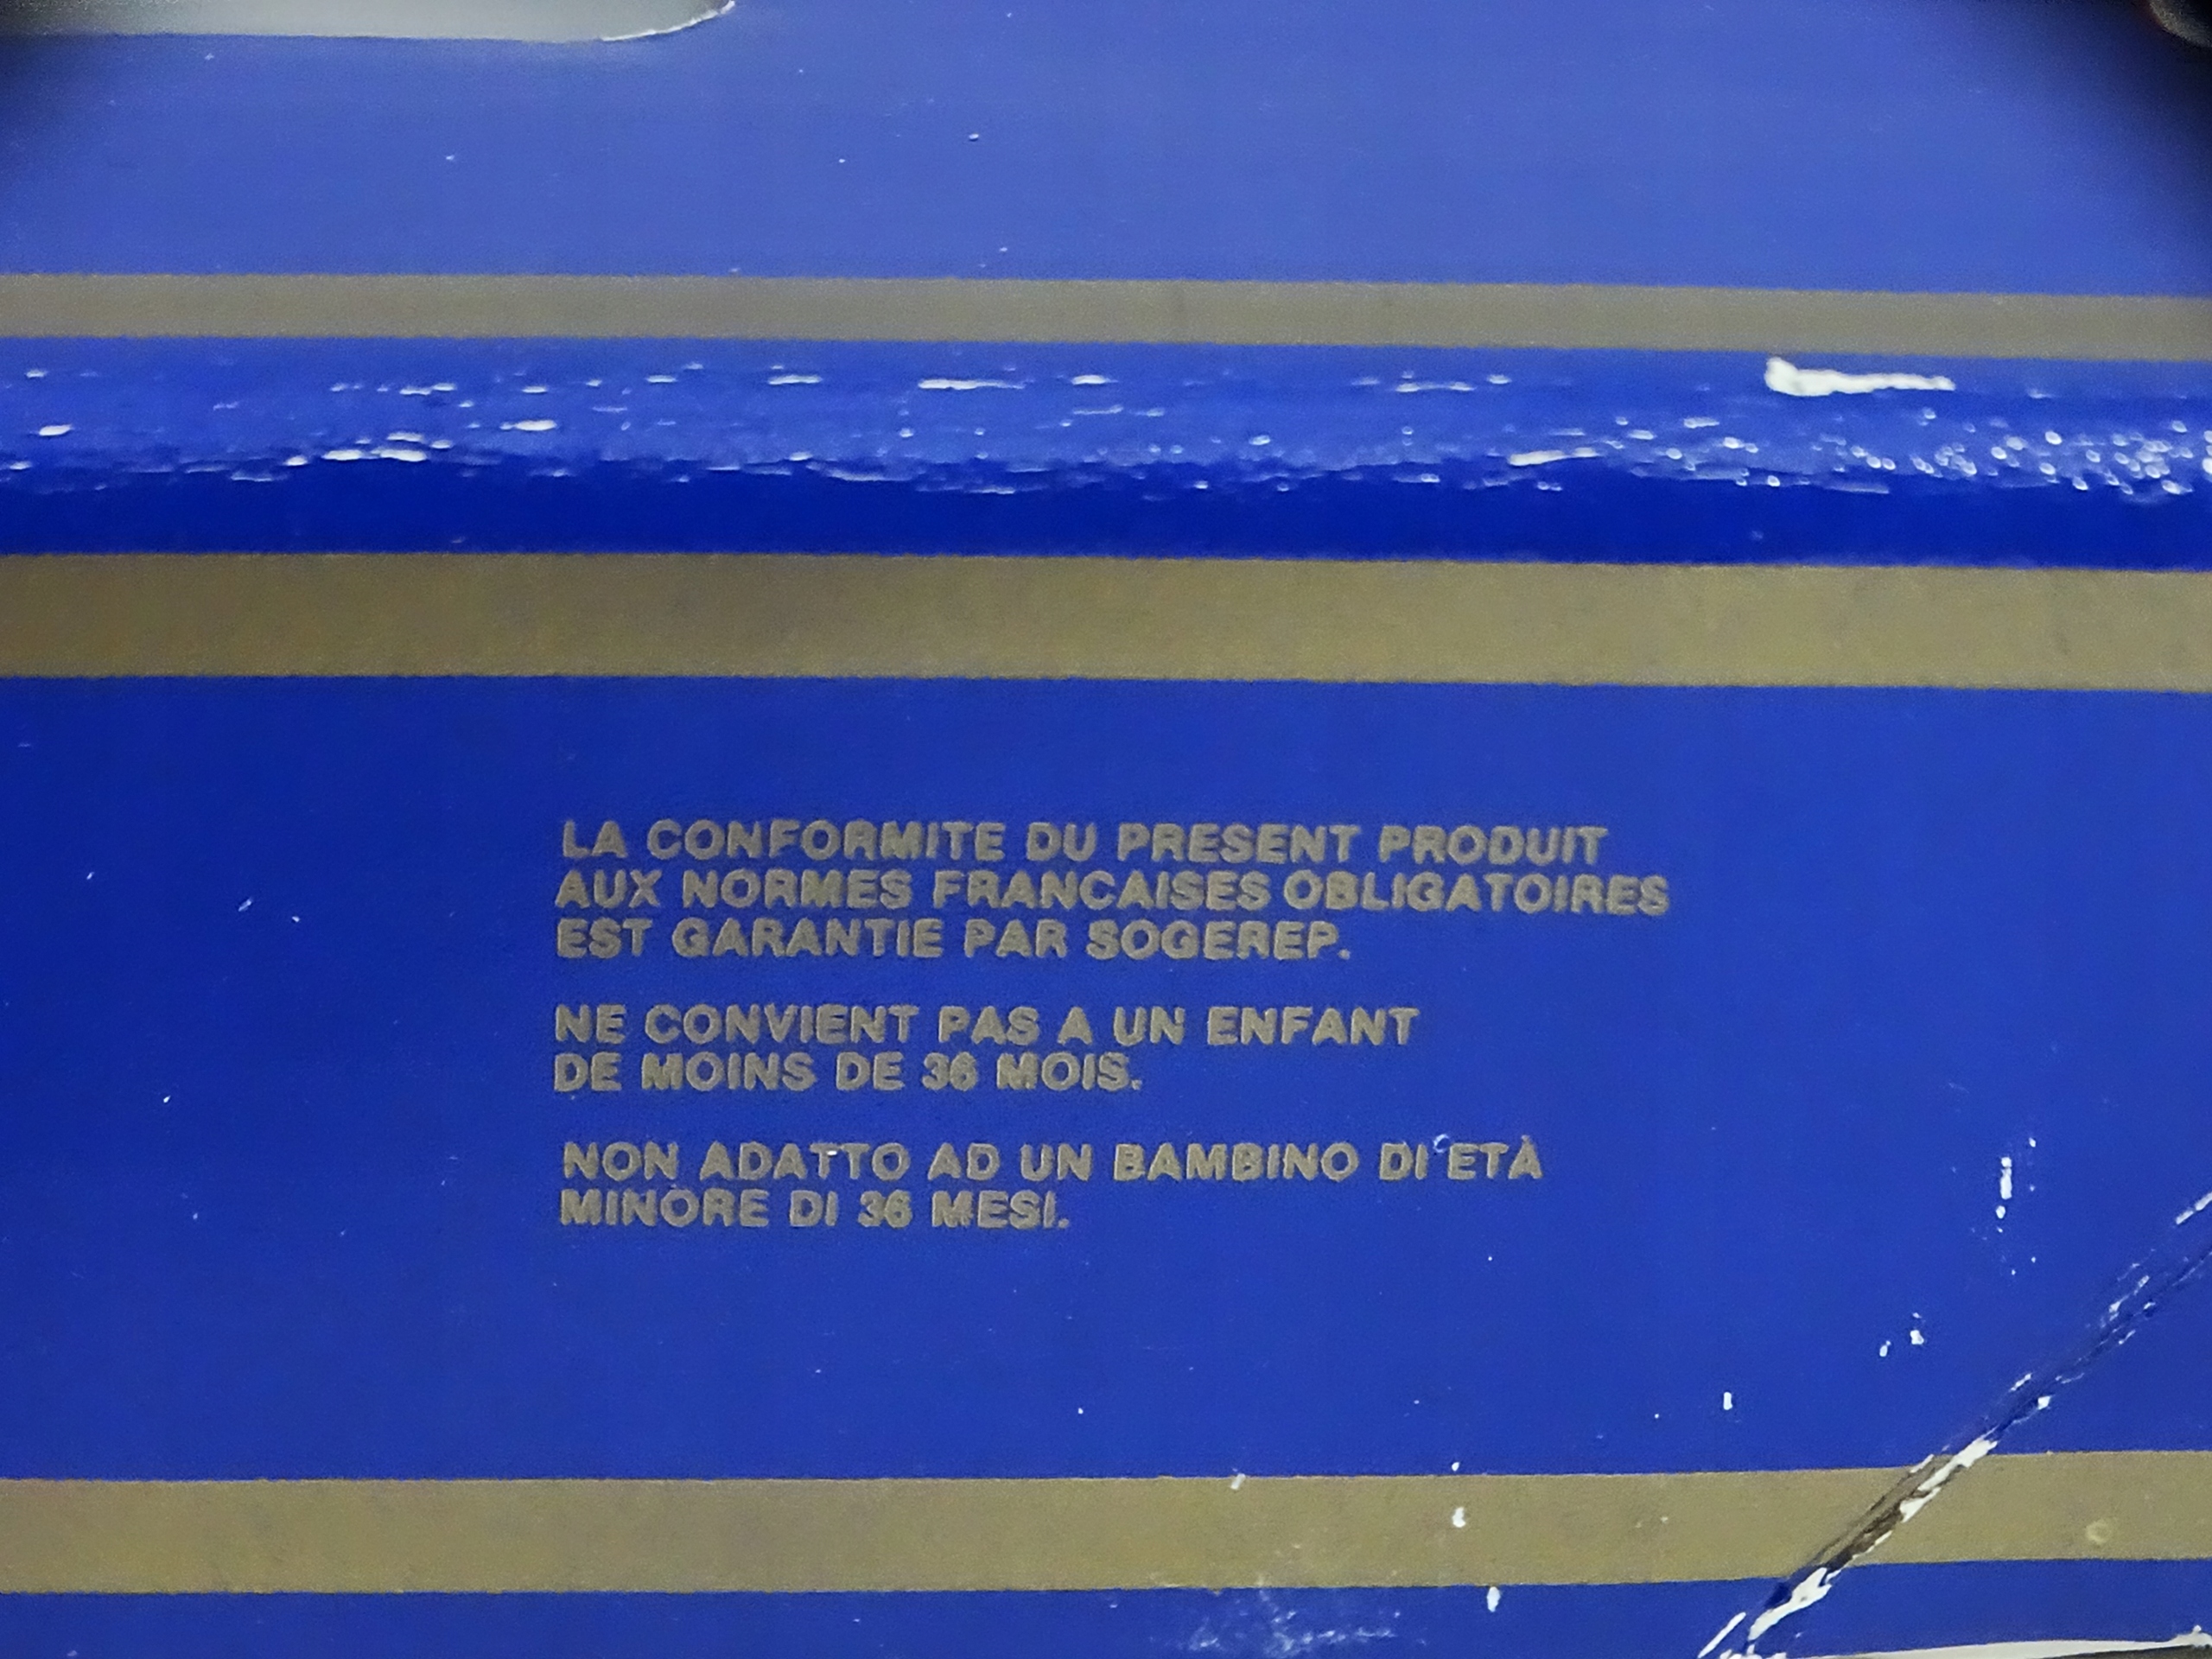 LA CONFORMITE DU PRESENT PRODUIT
AUX NORMES FRANCAISES OBLIGATOIRES
EST GARANTIE PAR SOGEREP.
NE CONVIENT PAS A UN ENFANT
DE MOINS DE 36 MOIS.
NON ADATTO AD UN BAMBINO DI ETÀ
MINORE DI 36 MESI.